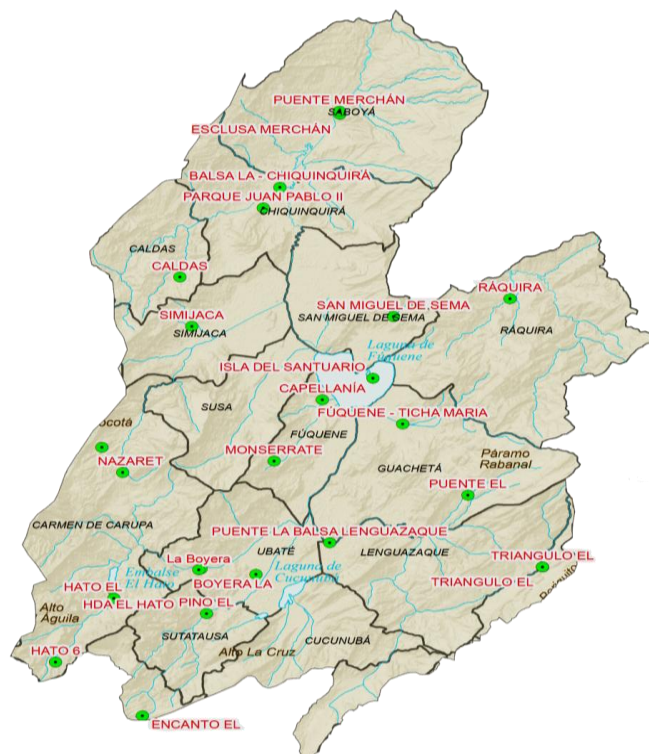 PUENTE MERCHÁN
SABOYÁ
ESCLUSA MERCHÁN
BALSA LA - CHIQUINQUIRÁ
PARQUE JUAN PABLO II
CHIQUINQUIRÁ
CALDAS
CALDAS
RÁQUIRA
SAN MIGUEL DE SEMA
SIMIJACA
SAN MIGUEL DE SEMA
SIMIJACA
RÁQUIRA
Laguna de
Fúquene
ISLA DEL SANTUARIO
CAPELLANÍA
SUSA
FÚQUENE - TICHA MARIA
FÚQUENE
MONSERRATE
Páramo
Rabanal
GUACHETÁ
NAZARET
PUENTE EL
CARMEN DE CARUPA
PUENTE LA BALSA LENGUAZAQUE
UBATÉ
LENGUAZAQUE
La Boyera
Laguna de
Cucunubá
TRIANGULO EL
Embalse
El Hato
BOYERA LA
TRIANGULO EL
HATO EL
HDA EL HATO
PINO EL
Alto
Aguila
SUTATAUSA
CUCUNUBÁ
Alto La Cruz
HATO 6
ENCANTO EL